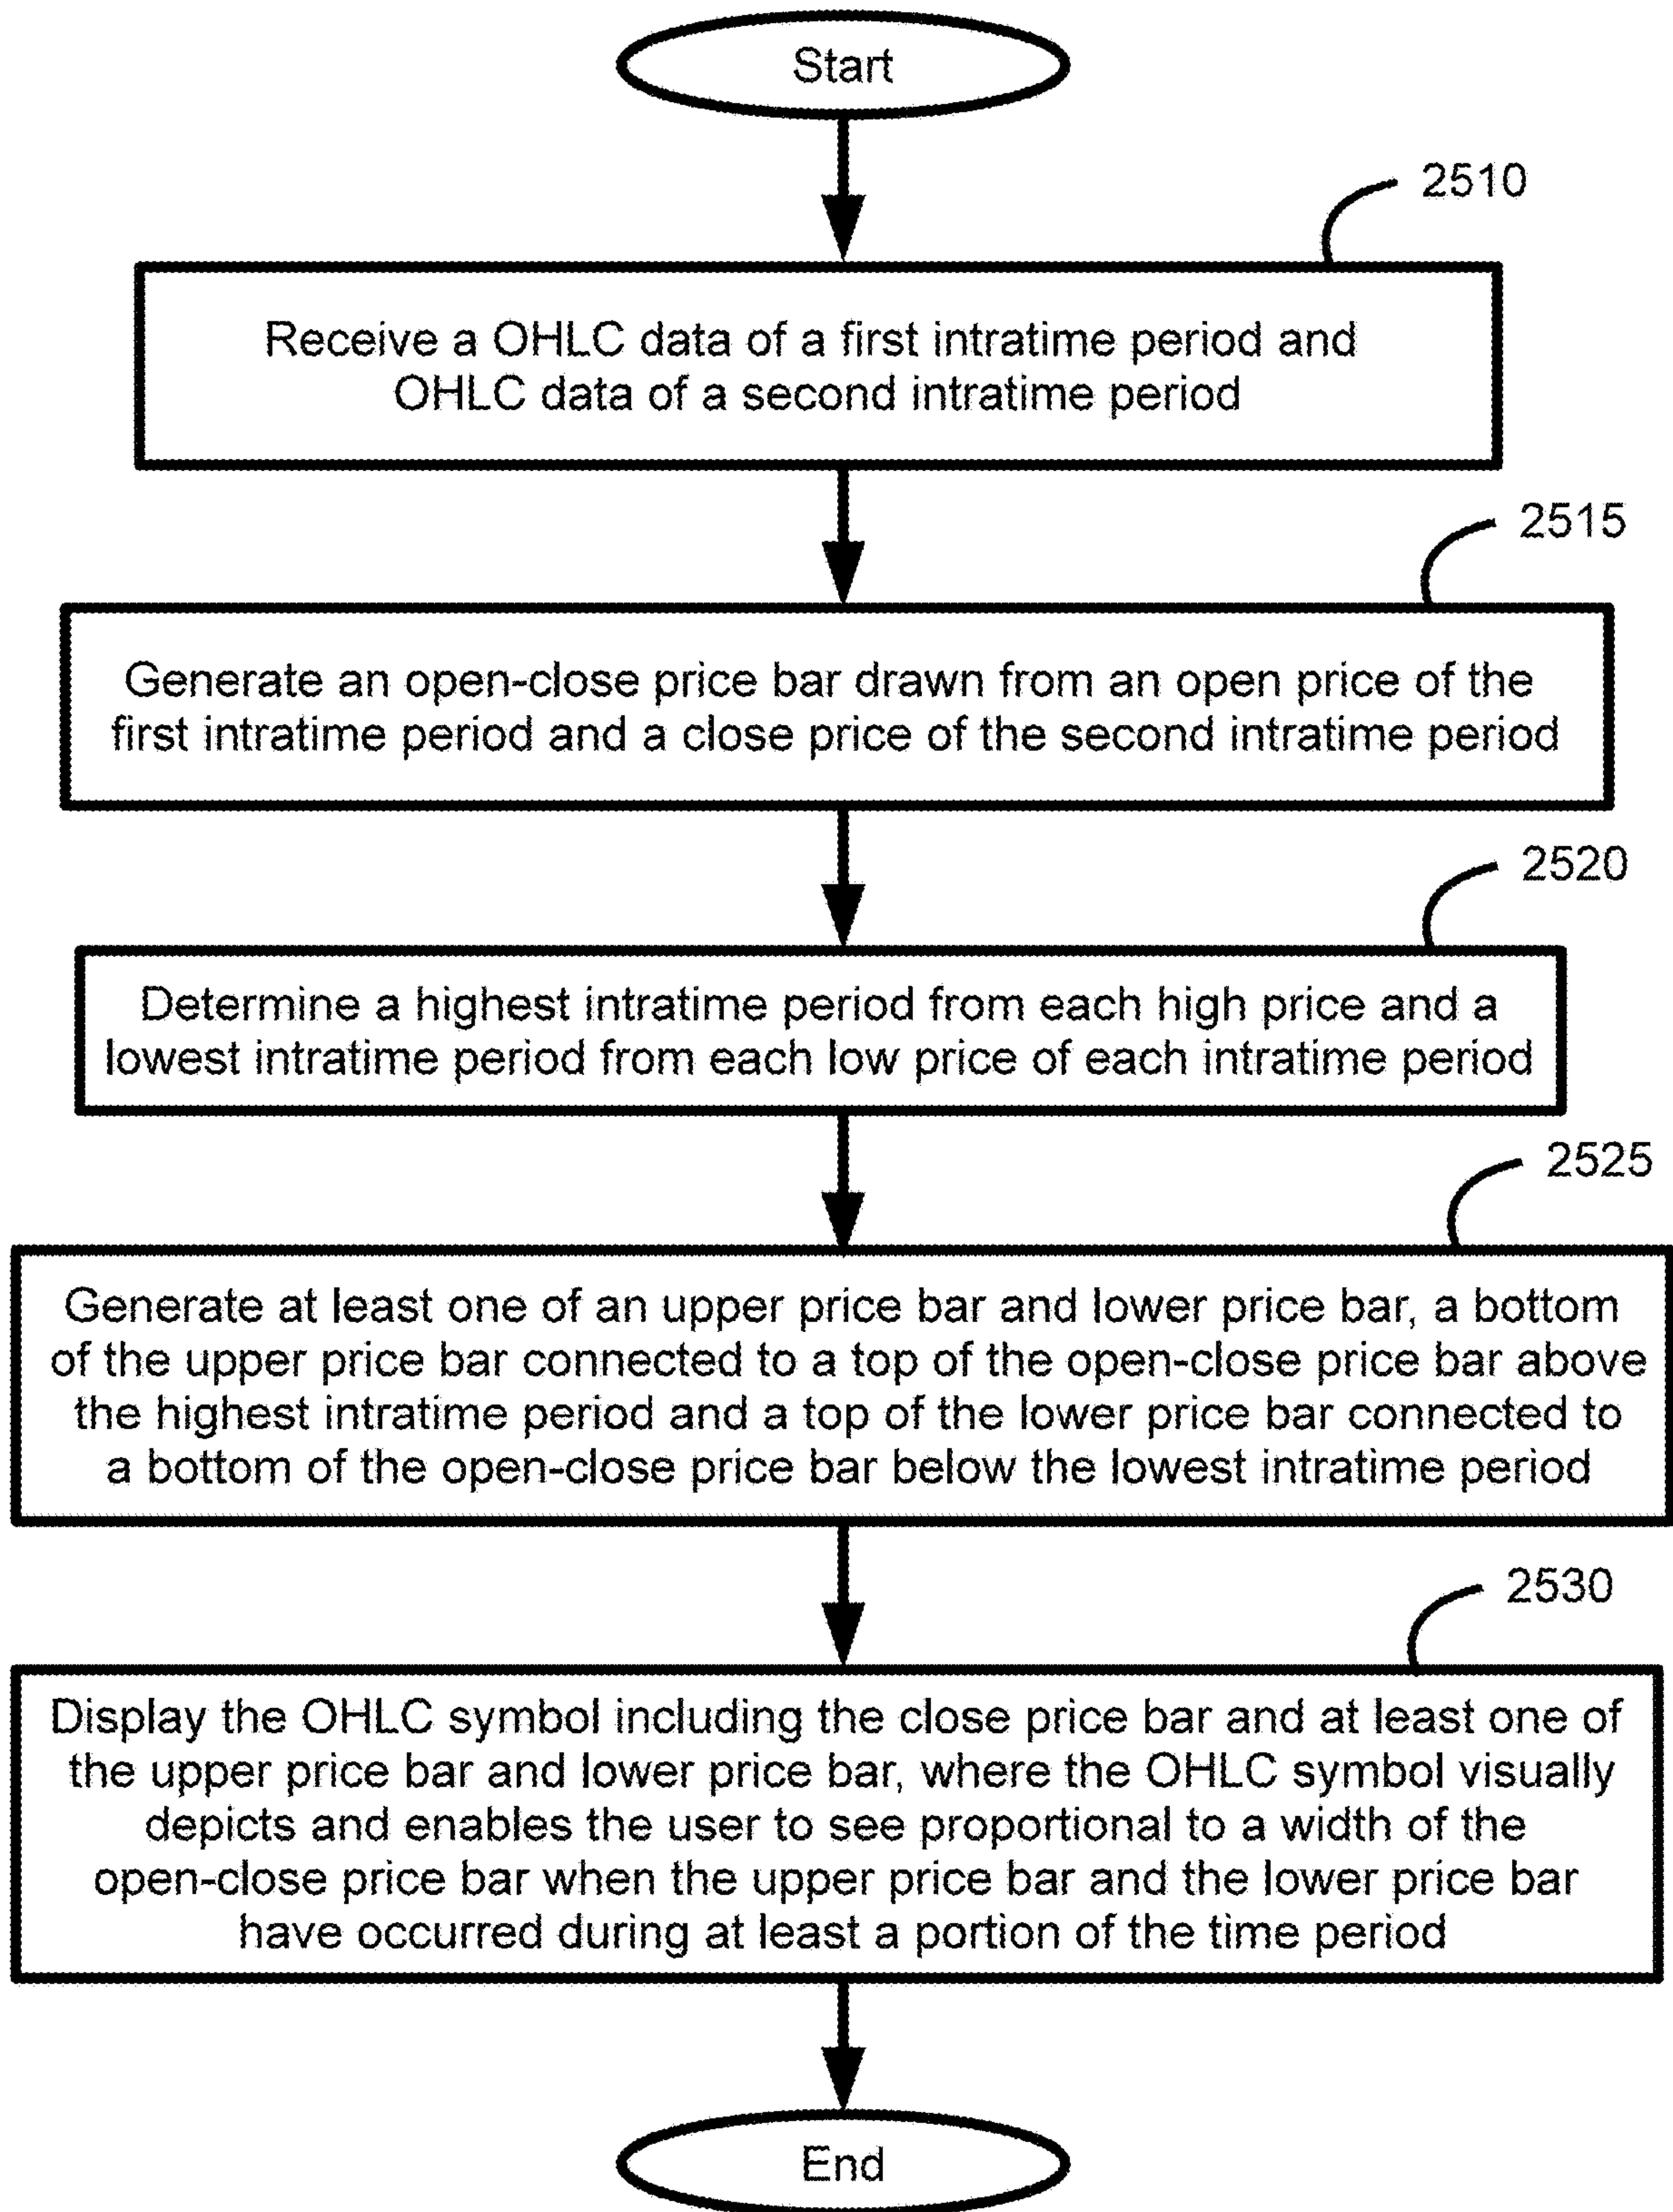 Start
2510
Receive a OHLC data of a first intratime period and
OHLC data of a second intratime period
2515
Generate an open-close price bar drawn from an open price of the
first intratime period and a close price of the second intratime period
2520
Determine a highest intratime period from each high price and a
lowest intratime period from each low price of each intratime period
2525
Generate at least one of an upper price bar and lower price bar, a bottom
of the upper price bar connected to a top of the open-close price bar above
the highest intratime period and a top of the lower price bar connected to
a bottom of the open-close price bar below the lowest intratime period
2530
Display the OHLC symbol including the close price bar and at least one of
the upper price bar and lower price bar, where the OHLC symbol visually
depicts and enables the user to see proportional to a width of the
open-close price bar when the upper price bar and the lower price bar
have occurred during at least a portion of the time period
End